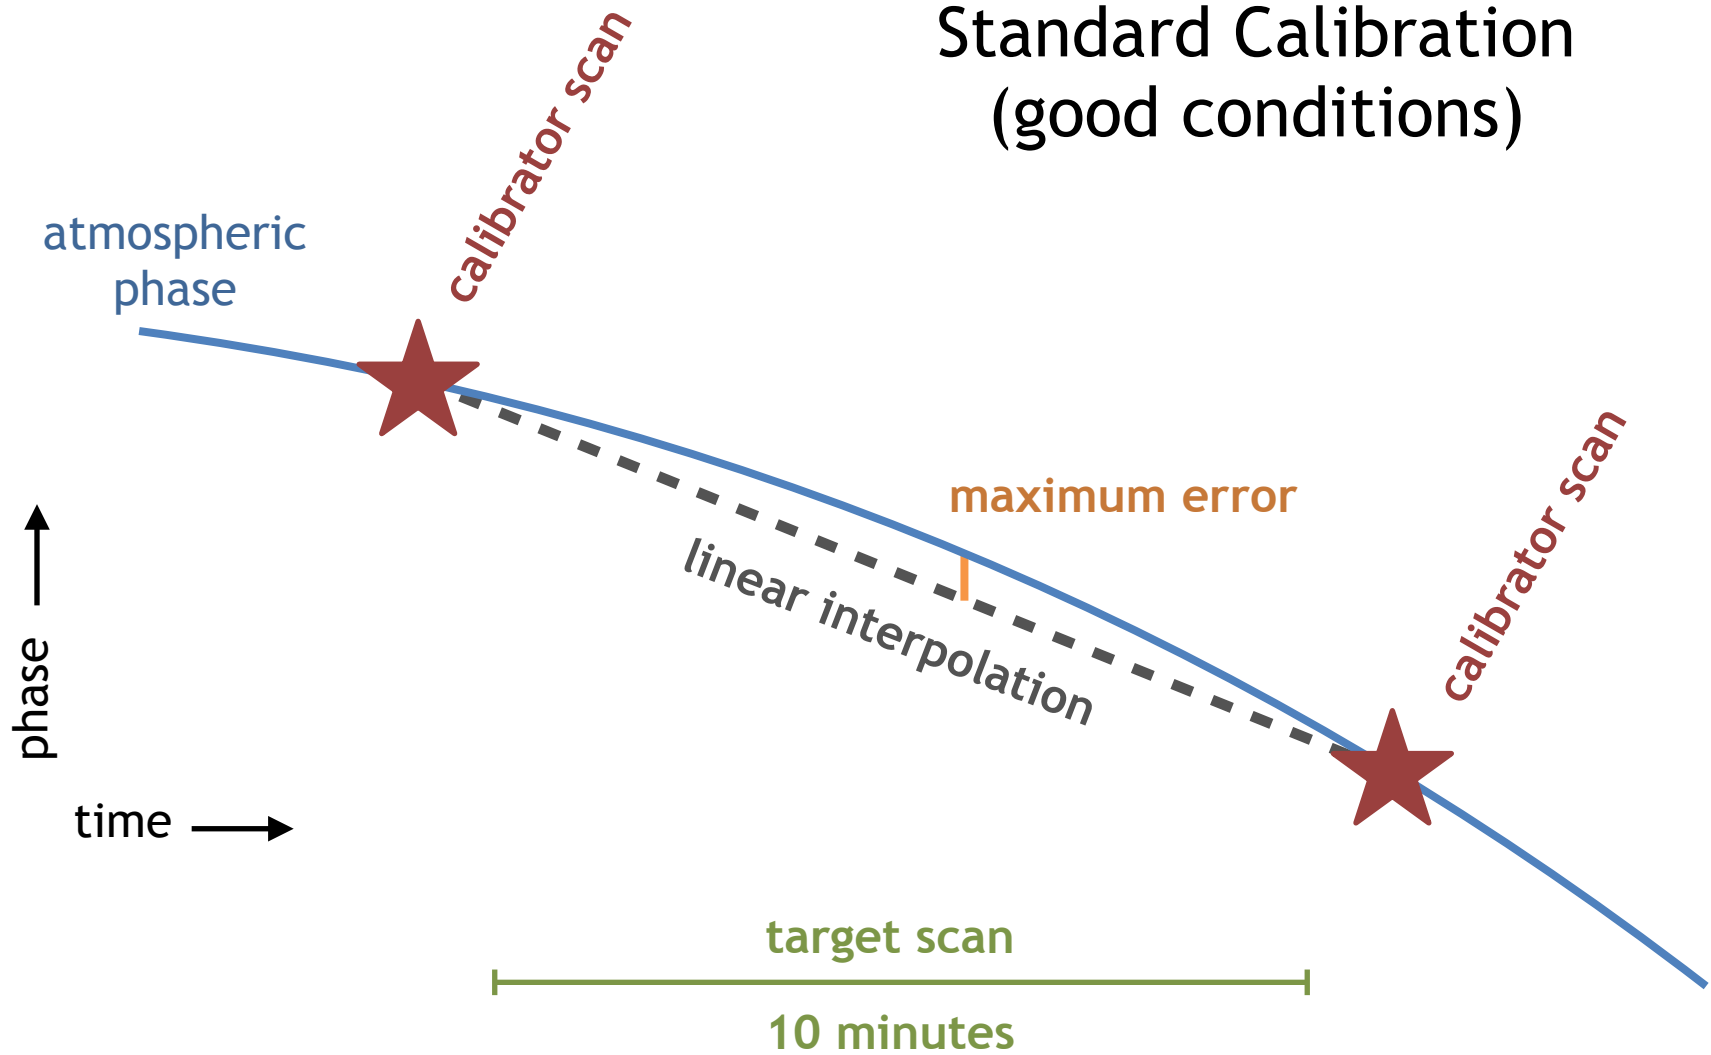 Standard Calibration
(good conditions)
calibrator scan
atmospheric
phase
maximum error
linear interpolation
calibrator scan
phase
time
target scan
10 minutes